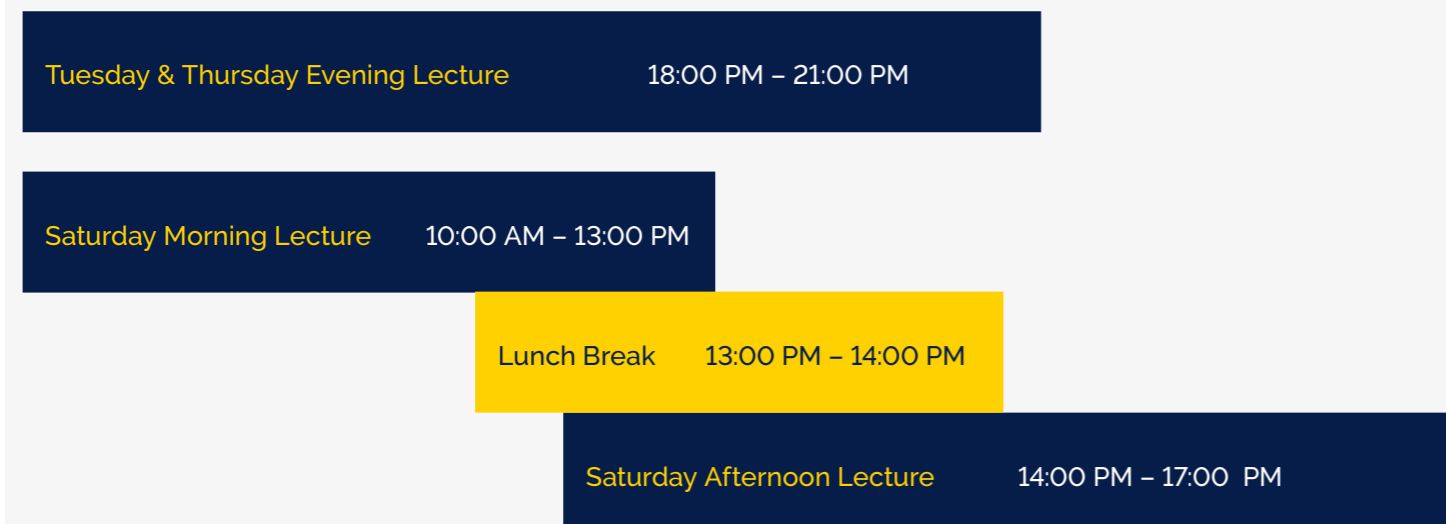 Tuesday & Thursday Evening Lecture 18:00 PM – 21:00 PM
Saturday Morning Lecture 10:00 AM – 13:00 PM
Lunch Break 13:00 PM – 14:00 PM
Saturday Afternoon Lecture 14:00 PM – 17:00 PM